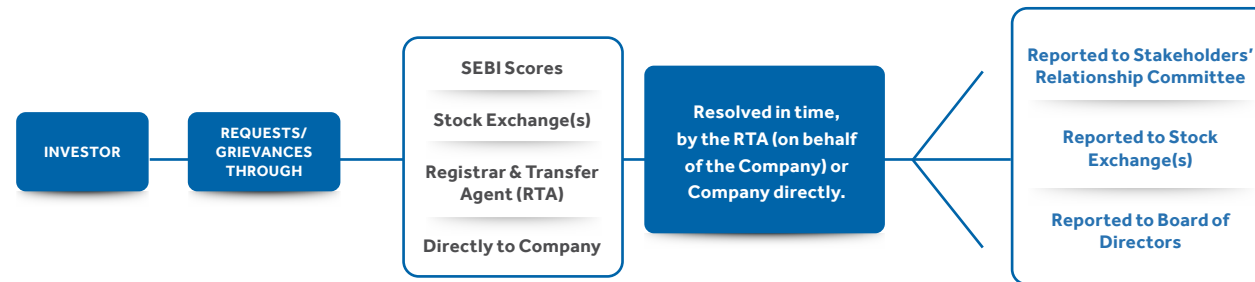 INVESTOR
REQUESTS/
GRIEVANCES
THROUGH
SEBI Scores
Stock Exchange(s)
Registrar & Transfer
Agent (RTA)
Directly to Company
Resolved in time,
by the RTA (on behalf
of the Company) or
Company directly.
Reported to Stakeholders’
Relationship Committee
Reported to Stock
Exchange(s)
Reported to Board of
Directors